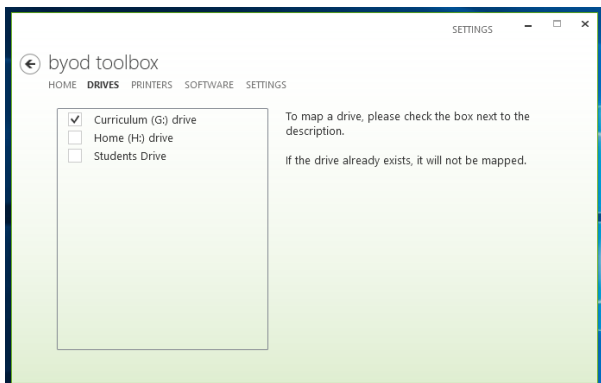 SETTINGS
byod toolbox
HOME DRIVES PRINTERS SOFTWARE SETTINGS
Curriculum (G:) drive
Home (H:) drive
Students Drive
To map a drive, please check the box next to the
description.
If the drive already exists, it will not be mapped.